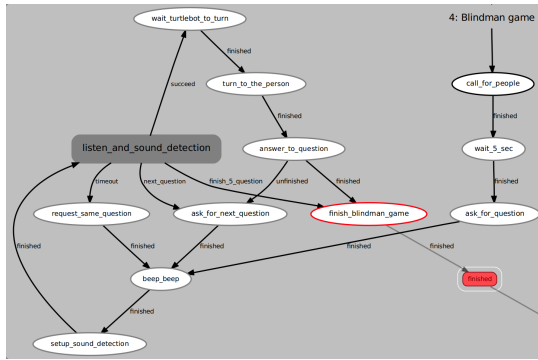 wait_turtlebot_to_turn
4: Blindman game
finished
succeed
turn_to_the_person
call_for_people
finished
finished
listen_and_sound_detection
answer_to_question
wait_5_sec
timeout
next_question
finish_5_question
unfinished
finished
finished
request_same_question
ask_for_next_question
finish_blindman_game
ask_for_question
finished
finished
finished
finished
finished
beep_beep
finished
finished
setup_sound_detection